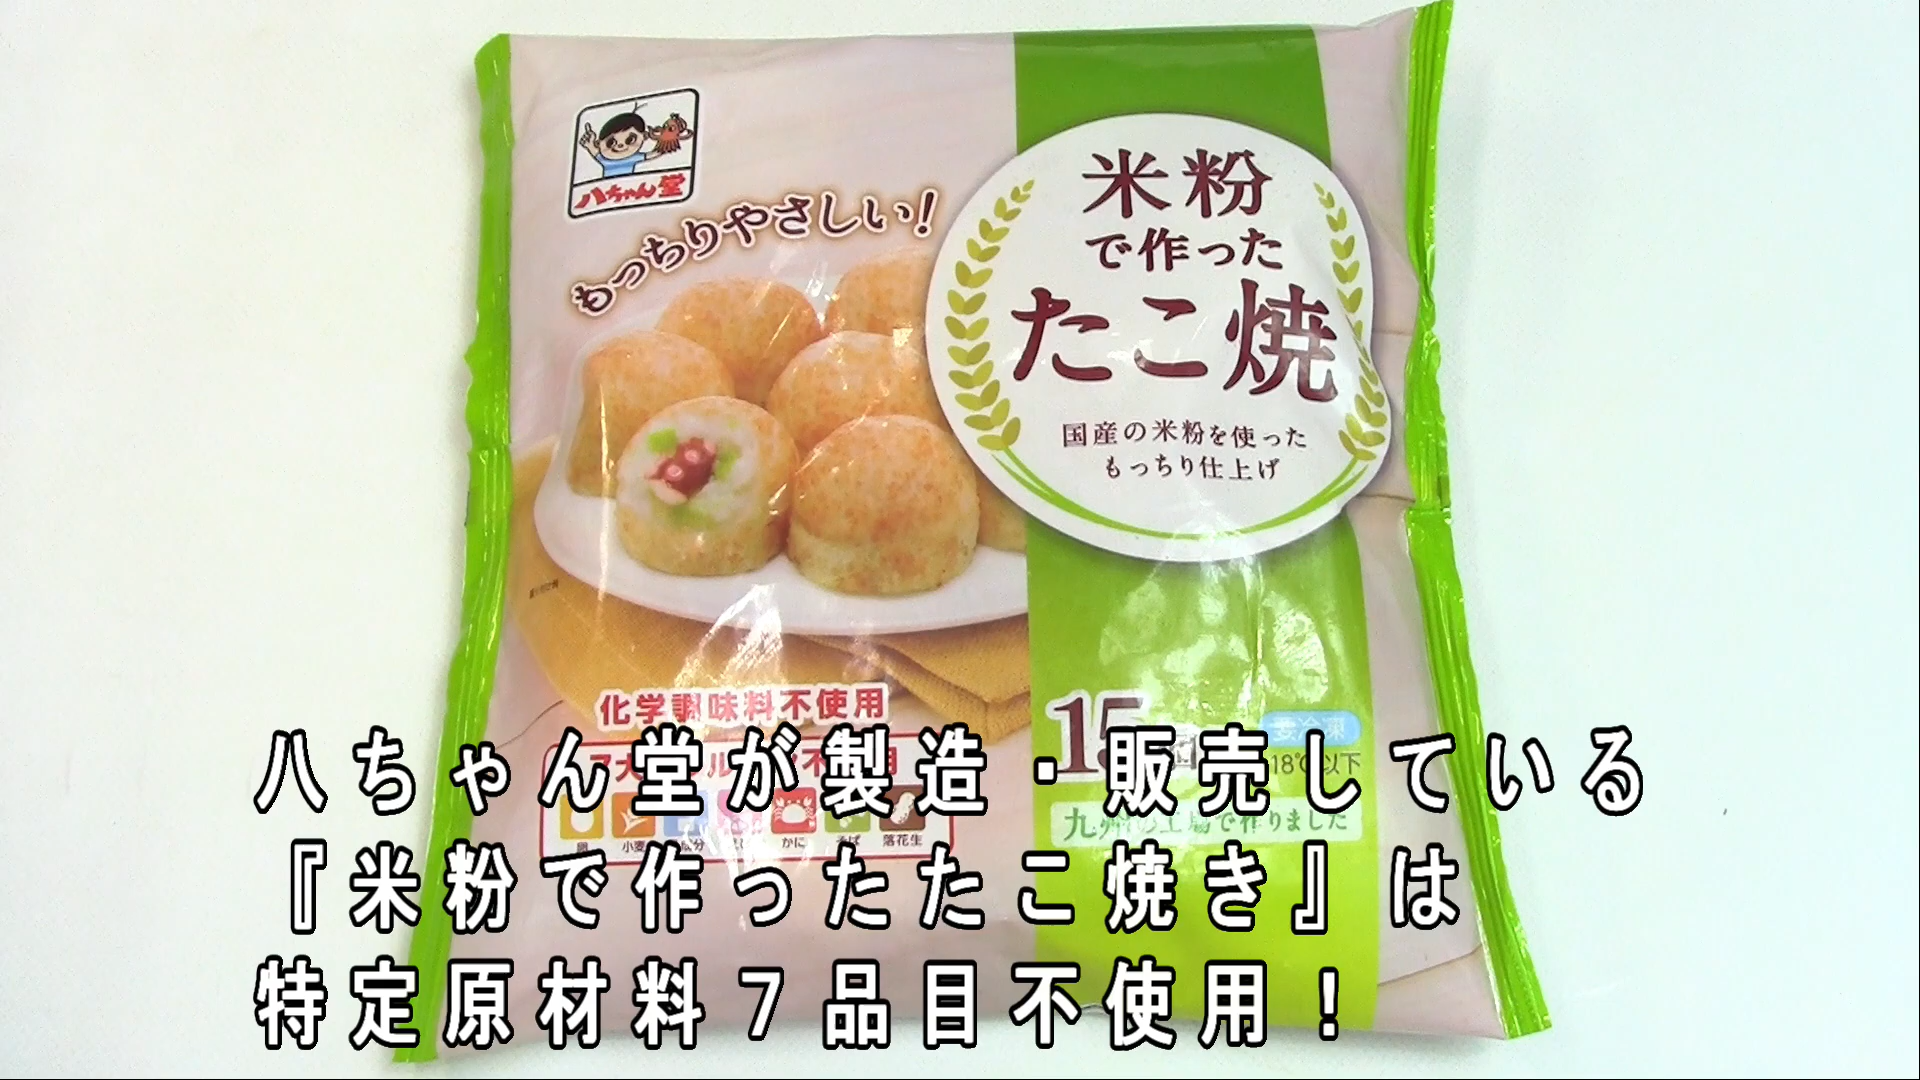 八ちゃん堂
もっちりやさしい!
米粉
で作った
たこ焼
国産の米粉を使った
もっちり仕上げ
化学調味料不使用
15
要冷凍
18℃以下
九州の工場で作りました
卵
小麦
かに
そば
落花生
八ちゃん堂が製造・販売している
『米粉で作ったたこ焼き』は
特定原材料7品目不使用!